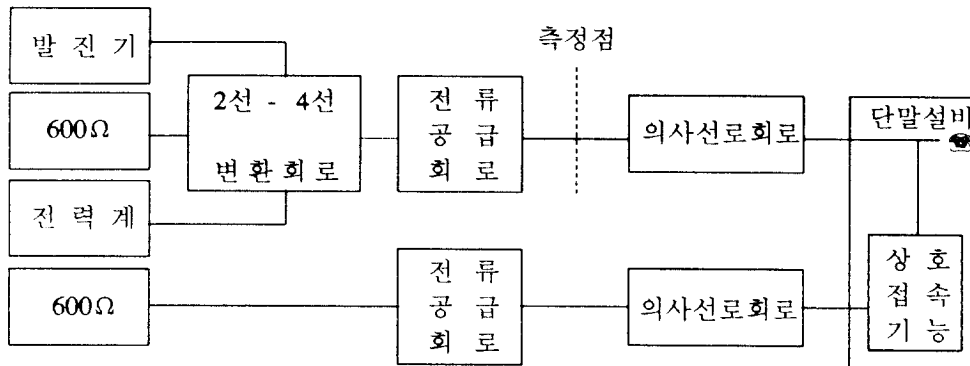 발 진 기
600Ω
전 력 계
600Ω
2선 - 4선
변 환 회 로
전 류
공 급
회 로
측정점
의사선로회로
단말설비
전 류
공 급
회 로
의사선로회로
상 호
접 속
기 능